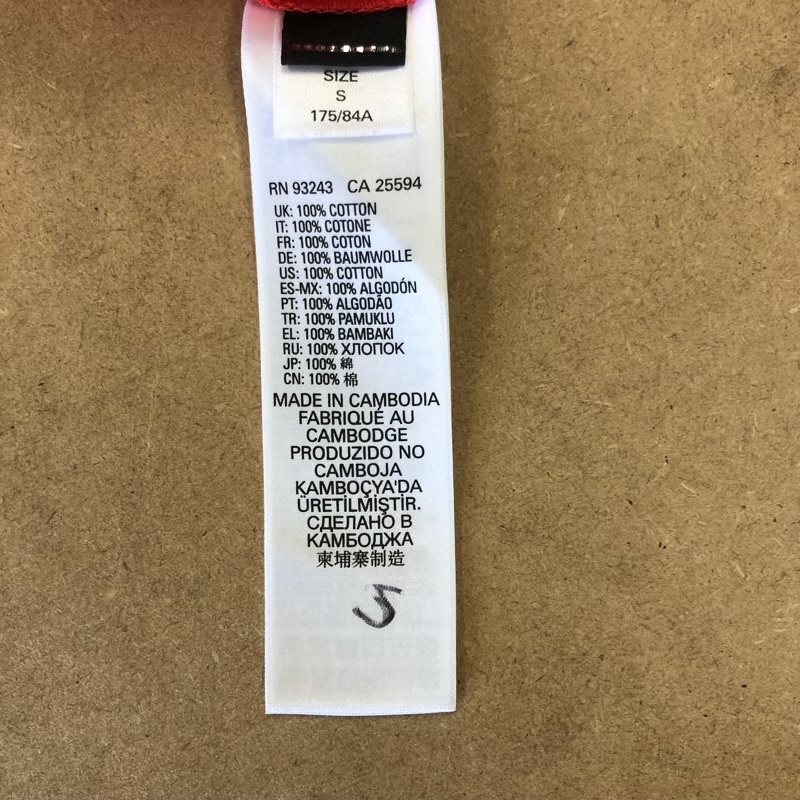 SIZE
S
175/84A
RN 93243 CA 25594
UK: 100% COTTON
IT: 100% COTONE
FR: 100% COTON
DE: 100% BAUMWOLLE
US: 100% COTTON
ES-MX: 100% ALGODÓN
PT: 100% ALGODÃO
TR: 100% PAMUKLU
EL: 100% BAMBAKI
RU: 100% ХЛОПОК
JP: 100% 綿
CN: 100% 棉
MADE IN CAMBODIA
FABRIQUÉ AU
CAMBODGE
PRODUZIDO NO
CAMBOJA
KAMBOÇYA'DA
ÜRETİLMİŞTİR.
СДЕЛАНО В
КАМБОДЖА
柬埔寨制造